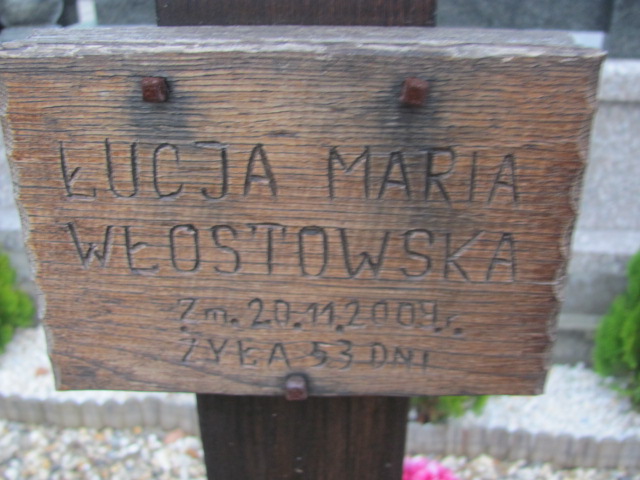 ŁUCJA MARIA
WŁOSTOWSKA
Zm. 20.11.2004.r.
ŻYŁA 53 DNI